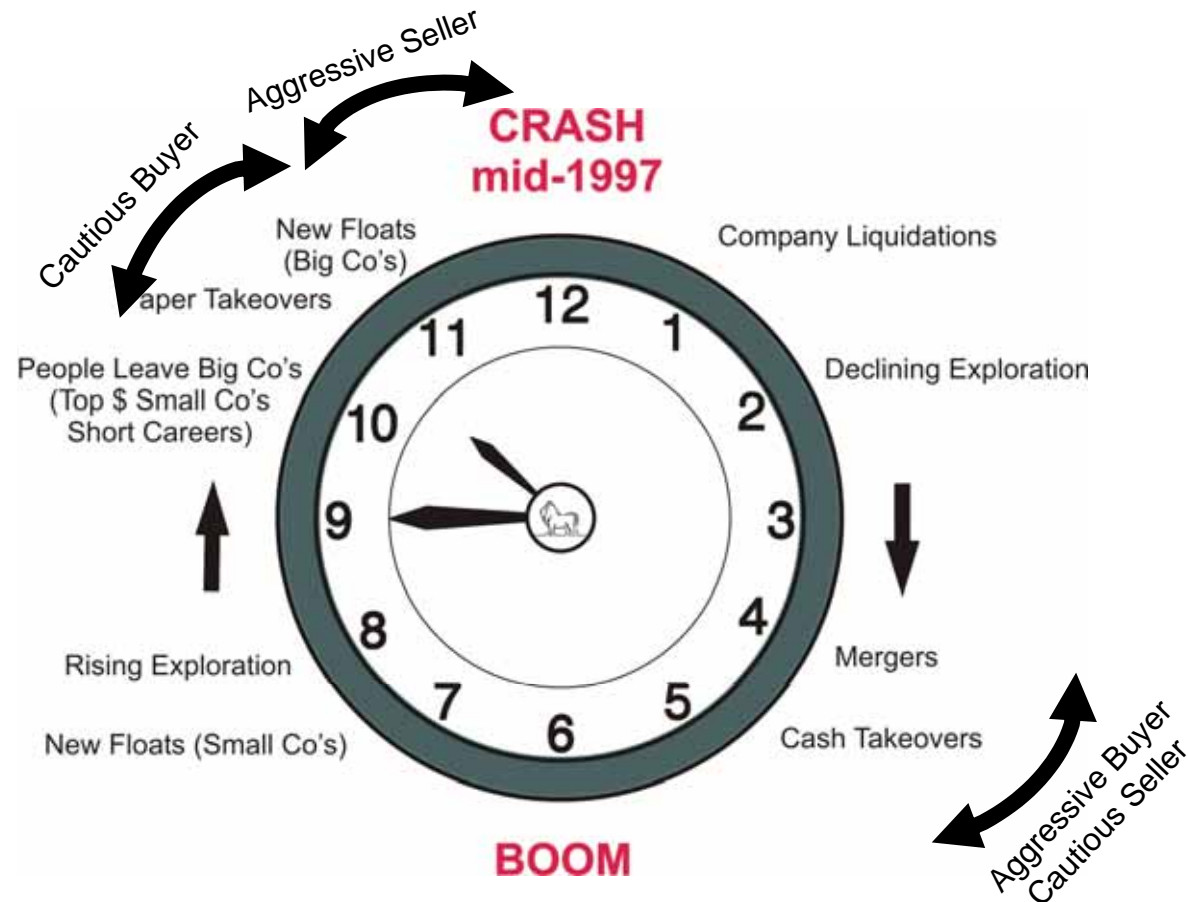 Aggressive Seller
Cautious Buyer
CRASH
mid-1997
New Floats
(Big Co's)
Company Liquidations
aper Takeovers
People Leave Big Co's
(Top $ Small Co's
Short Careers)
Declining Exploration
12
1
2
3
4
5
6
7
8
9
10
11
Rising Exploration
Mergers
New Floats (Small Co's)
Cash Takeovers
Aggressive Buyer
Cautious Seller
BOOM